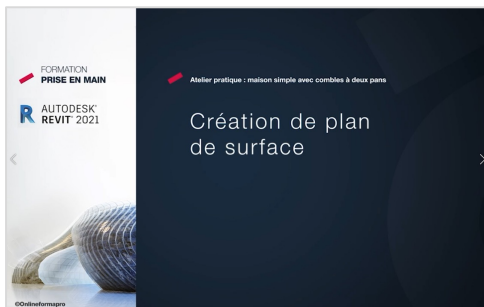 FORMATION
PRISE EN MAIN
R AUTODESK®
REVIT® 2021
©Onlineformapro
Atelier pratique : maison simple avec combles à deux pans
Création de plan
de surface